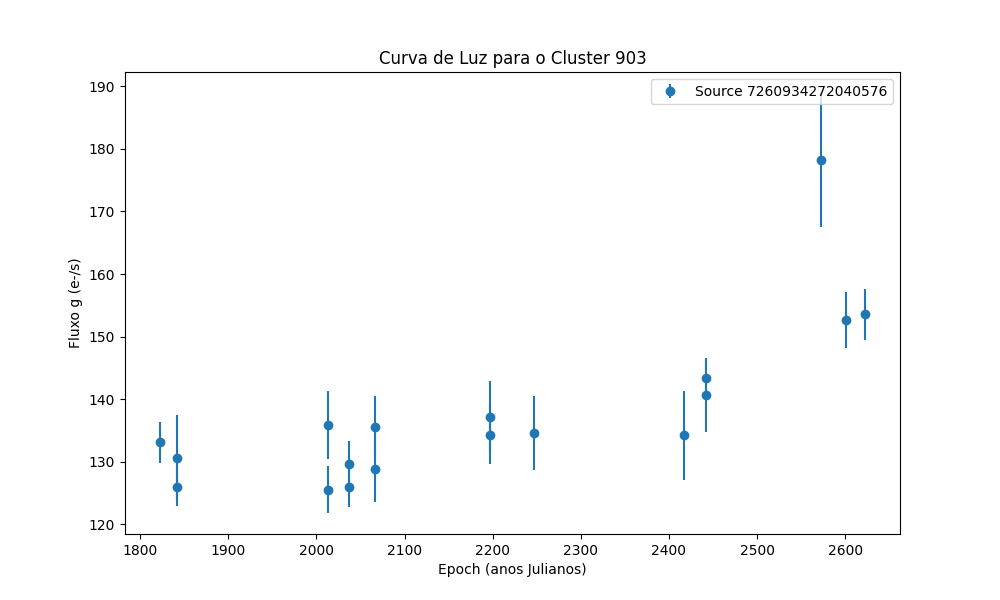 Curva de Luz para o Cluster 903
Source 7260934272040576
190
180
170
160
150
140
130
120
Fluxo g (e-/s)
1800 1900 2000 2100 2200 2300 2400 2500 2600
Epoch (anos Julianos)